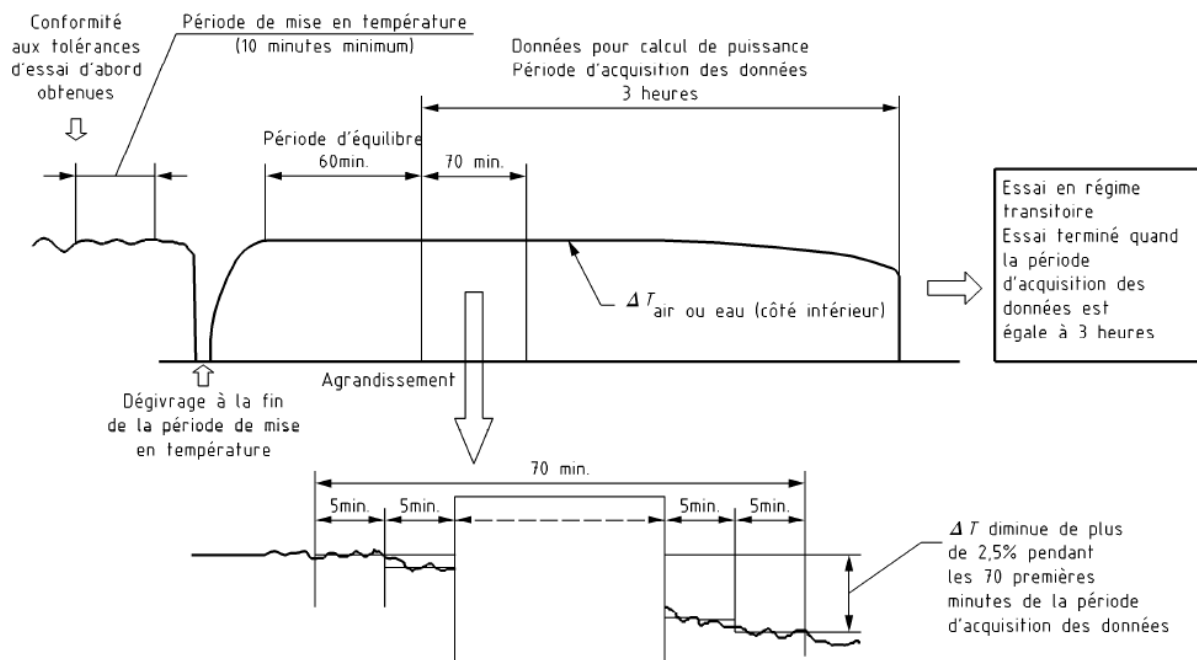 Conformité
aux tolérances
d'essai d'abord
obtenues
Période de mise en température
(10 minutes minimum)
Données pour calcul de puissance
Période d'acquisition des données
3 heures
Période d'équilibre
60min.
70 min.
Essai en régime
transitoire
Essai terminé quand
la période
d'acquisition des
données est
égale à 3 heures
ΔT air ou eau (côté intérieur)
Agrandissement
Dégivrage à la fin
de la période de mise
en température
70 min.
5min.
5min.
5min.
5min.
ΔT diminue de plus
de 2,5% pendant
les 70 premières
minutes de la période
d'acquisition des données